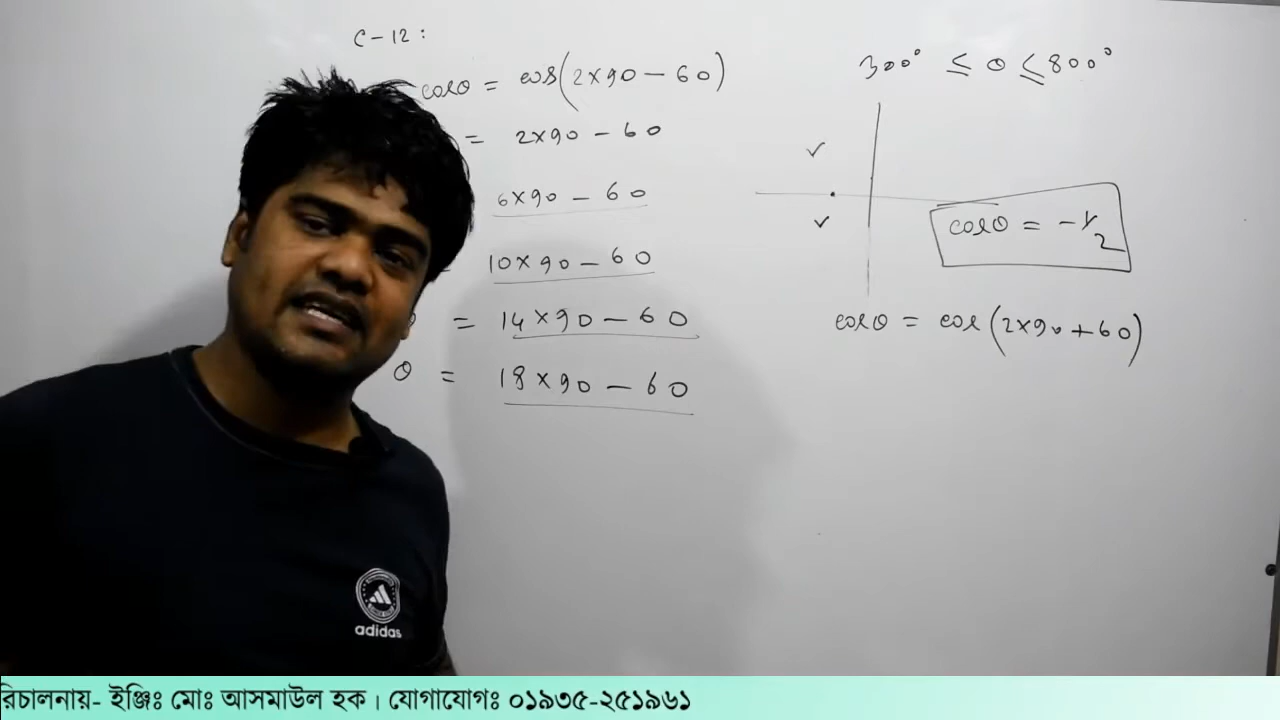 C-12:
cosθ = cos(2×90 – 60)
= 2×90 – 60
6×90 – 60
10×90 – 60
= 14×90 – 60
θ = 18×90 – 60
300° ≤ θ ≤ 800°
cosθ = -1/2
cosθ = cos(2×90+60)
adidas
রিচালনায়- ইঞ্জিঃ মোঃ আসমাউল হক। যোগাযোগঃ ০১৯৩৫-২৫১৯৬১